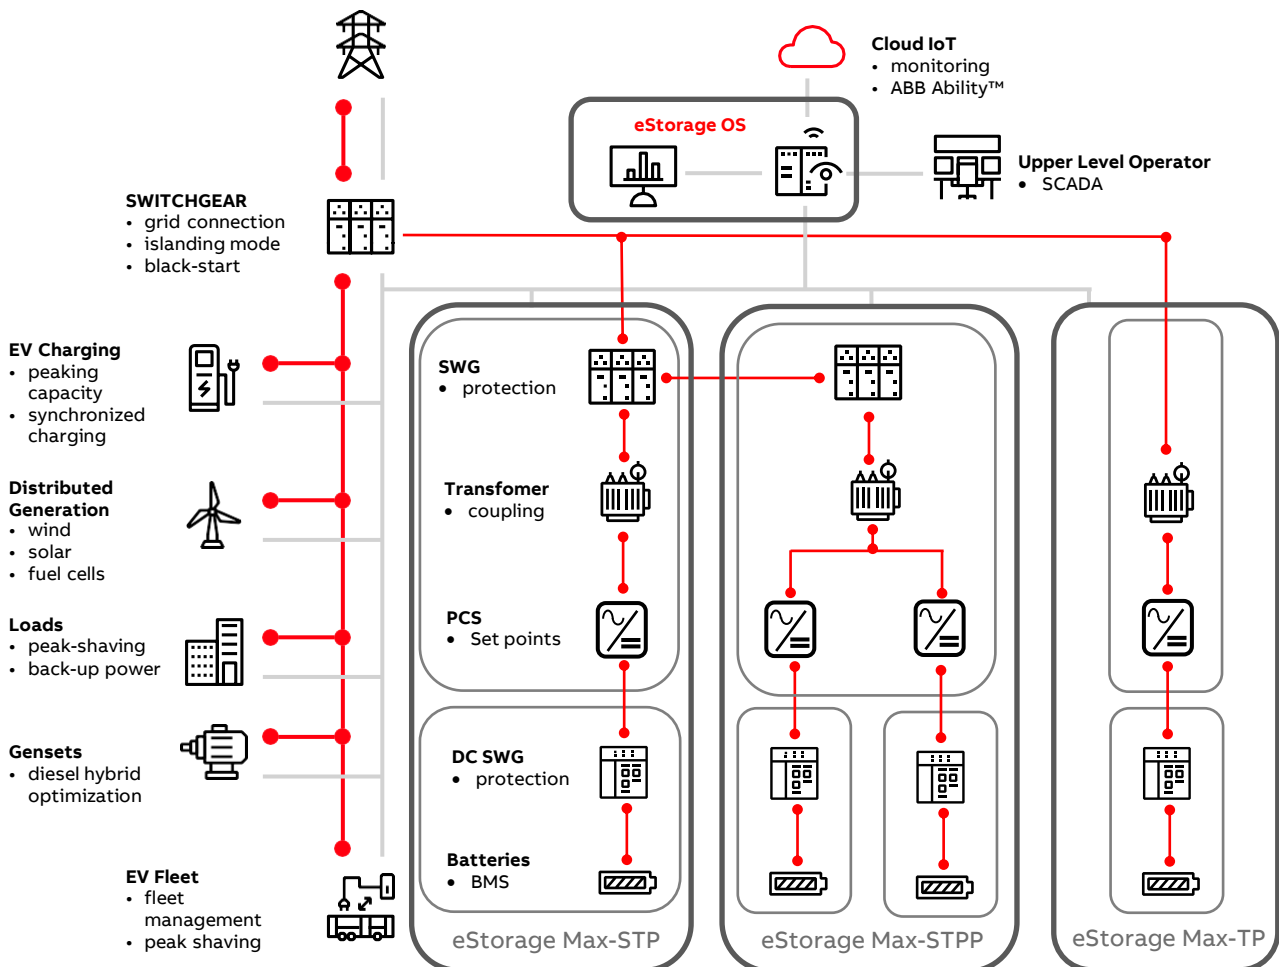 Cloud IoT
• monitoring
• ABB Ability™
eStorage OS
Upper Level Operator
• SCADA
SWITCHGEAR
• grid connection
• islanding mode
• black-start
EV Charging
• peaking
capacity
• synchronized
charging
Distributed
Generation
• wind
• solar
• fuel cells
Loads
• peak-shaving
• back-up power
Gensets
• diesel hybrid
optimization
EV Fleet
• fleet
management
• peak shaving
SWG
• protection
Transfomer
• coupling
PCS
• Set points
DC SWG
• protection
Batteries
• BMS
eStorage Max-STP
eStorage Max-STPP
eStorage Max-TP